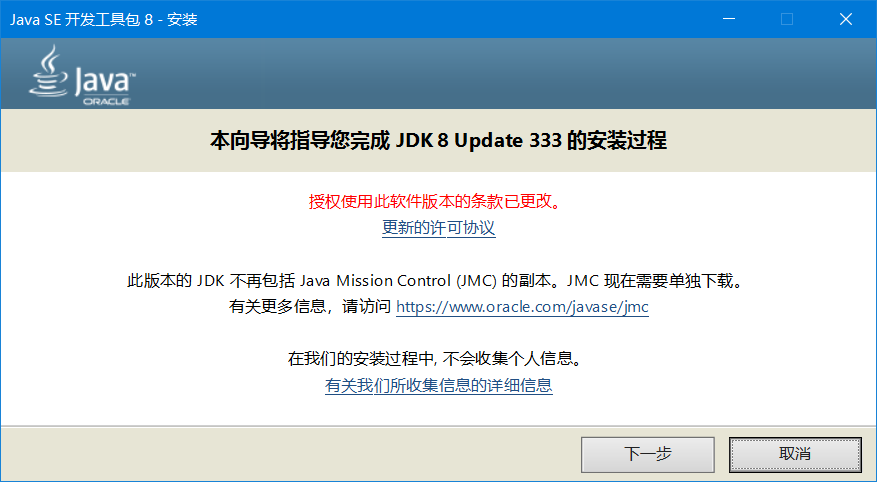 Java SE 开发工具包 8 - 安装
Java™
ORACLE
本向导将指导您完成 JDK 8 Update 333 的安装过程
授权使用此软件版本的条款已更改。
更新的许可协议
此版本的 JDK 不再包括 Java Mission Control (JMC) 的副本。JMC 现在需要单独下载。
有关更多信息，请访问 https://www.oracle.com/javase/jmc
在我们的安装过程中, 不会收集个人信息。
有关我们所收集信息的详细信息
下一步 取消